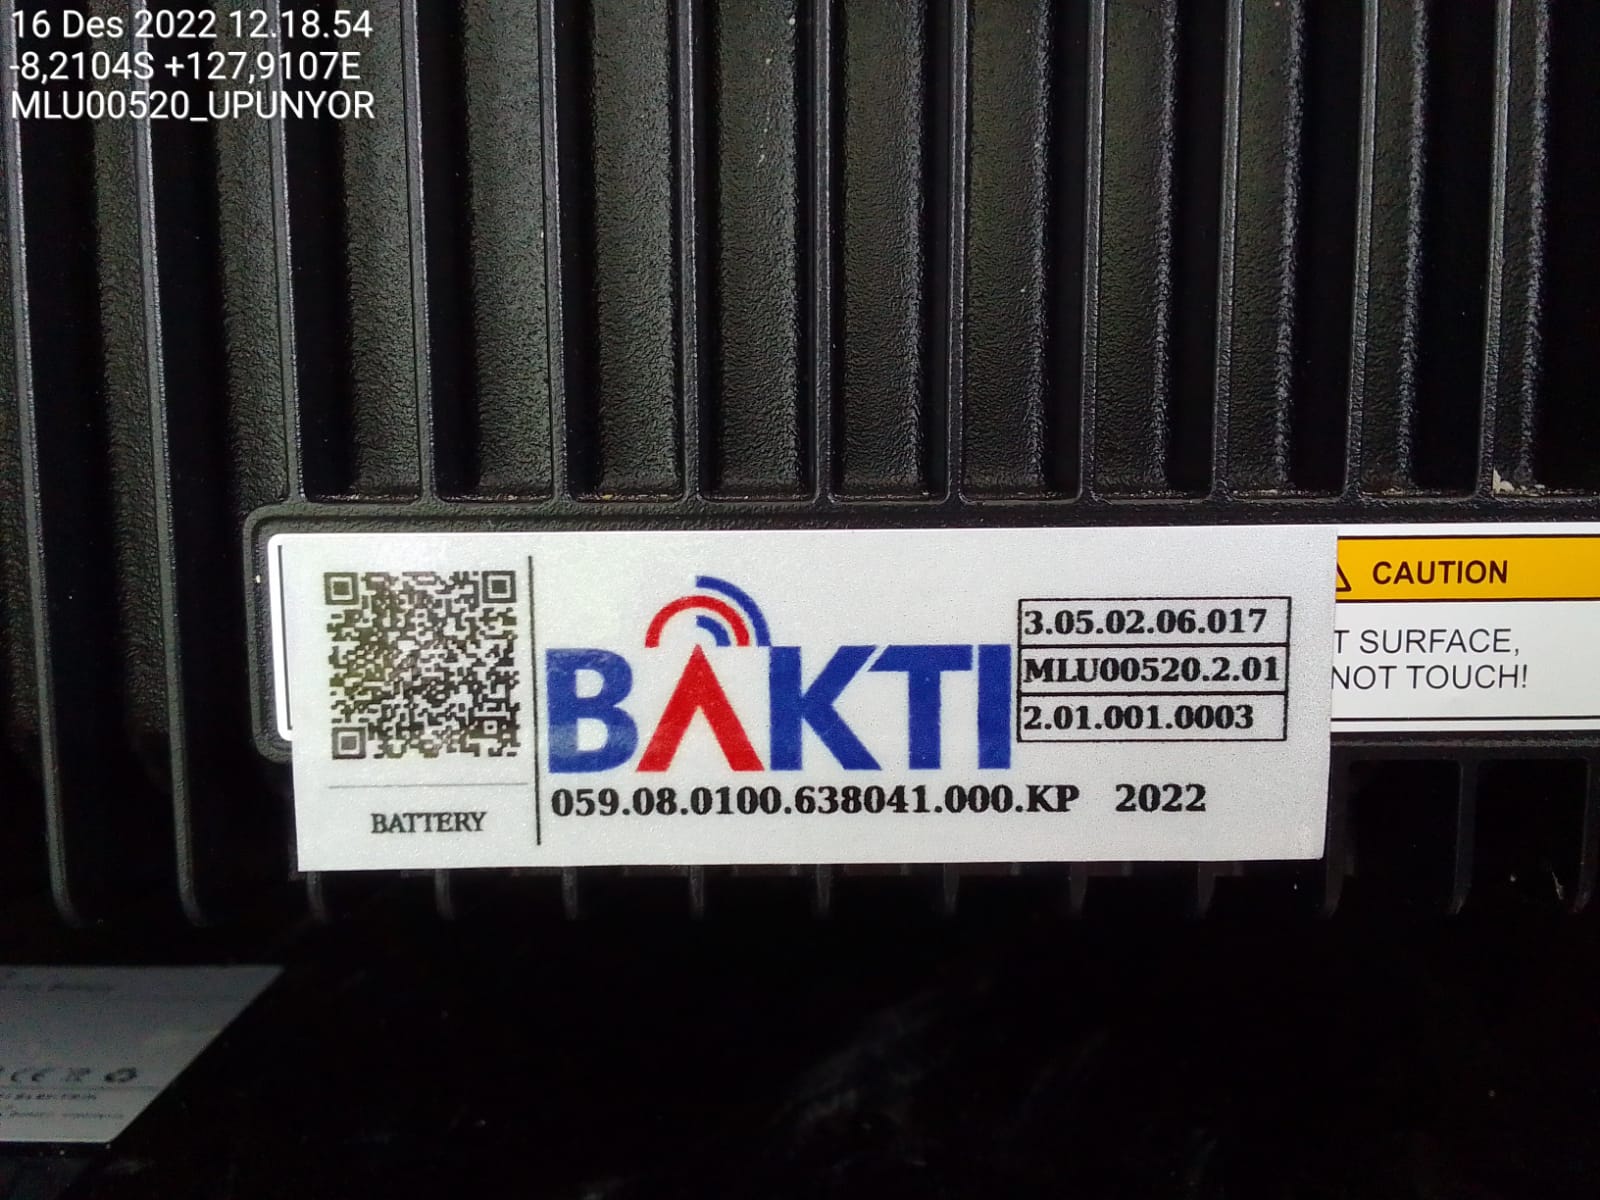 16 Des 2022 12.18.54
-8,2104S +127,9107E
MLU00520_UPUNYOR
CAUTION
T SURFACE,
NOT TOUCH!
BAKTI
3.05.02.06.017
MLU00520.2.01
2.01.001.0003
059.08.0100.638041.000.KP 2022
BATTERY